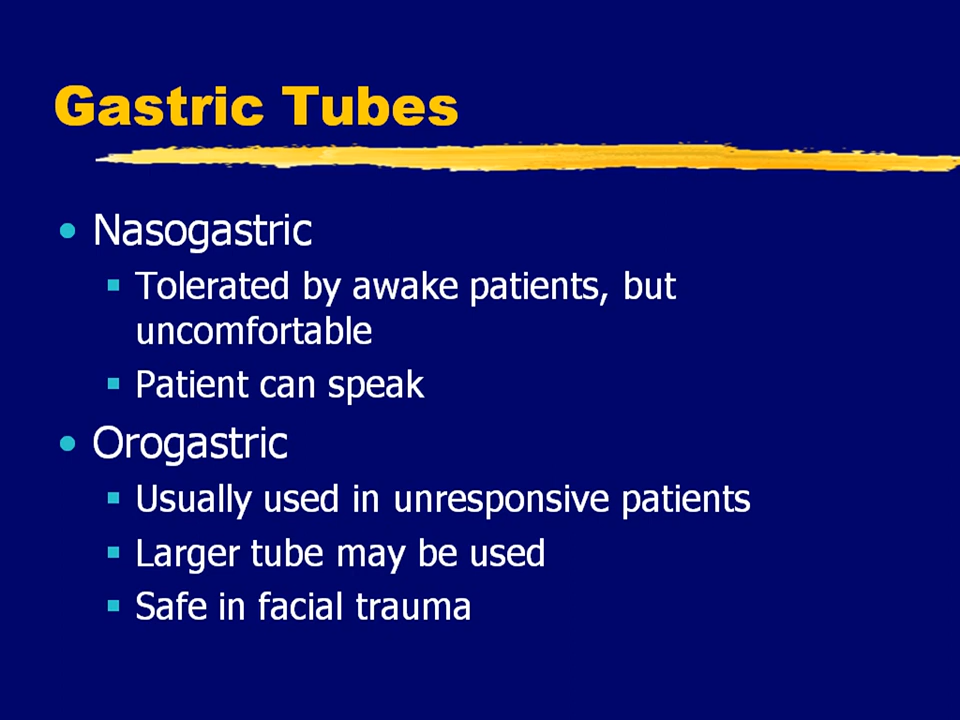 Gastric Tubes
• Nasogastric
▪ Tolerated by awake patients, but
uncomfortable
▪ Patient can speak
• Orogastric
▪ Usually used in unresponsive patients
▪ Larger tube may be used
▪ Safe in facial trauma